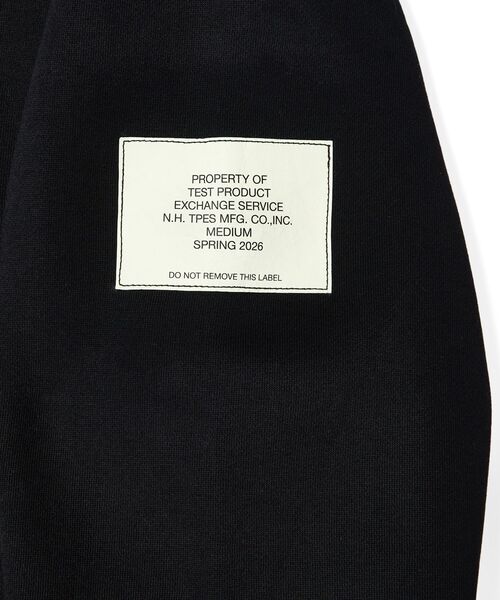 PROPERTY OF
TEST PRODUCT
EXCHANGE SERVICE
N.H. TPES MFG. CO.,INC.
MEDIUM
SPRING 2026
DO NOT REMOVE THIS LABEL